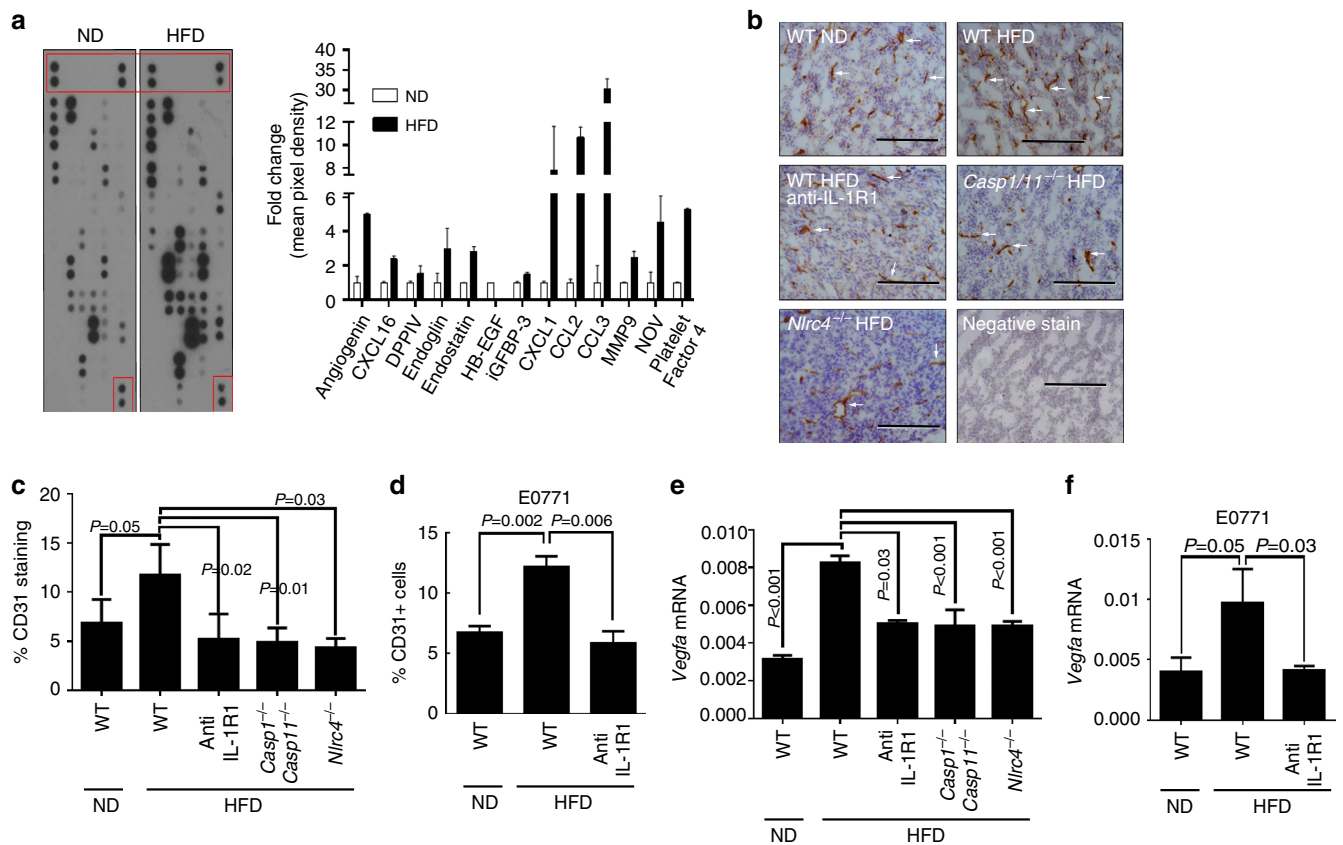 a
ND
HFD
Fold change
(mean pixel density)
40
35
30
25
12
10
8
6
4
2
0
ND
HFD
Angiogenin
CXCL16
DPPIV
Endoglin
Endostatin
HB-EGF
iGFBP-3
CXCL1
CCL2
CCL3
MMP9
NOV
Platelet
Factor 4
b
WT ND
WT HFD
WT HFD
anti-IL-1R1
Casp1/11−/− HFD
Nlrc4−/− HFD
Negative stain
c
% CD31 staining
20
15
10
5
0
P=0.05
P=0.03
P=0.02
P=0.01
WT
WT
Anti
IL-1R1
Casp1−/−
Casp11−/−
Nlrc4−/−
ND
HFD
d
E0771
% CD31+ cells
15
10
5
0
P=0.002
P=0.006
WT
WT
Anti
IL-1R1
ND
HFD
e
Vegfa mRNA
0.010
0.008
0.006
0.004
0.002
0.000
P<0.001
P=0.03
P<0.001
P<0.001
WT
WT
Anti
IL-1R1
Casp1−/−
Casp11−/−
Nlrc4−/−
ND
HFD
f
E0771
Vegfa mRNA
0.015
0.01
0.005
0.000
P=0.05
P=0.03
WT
WT
Anti
IL-1R1
ND
HFD